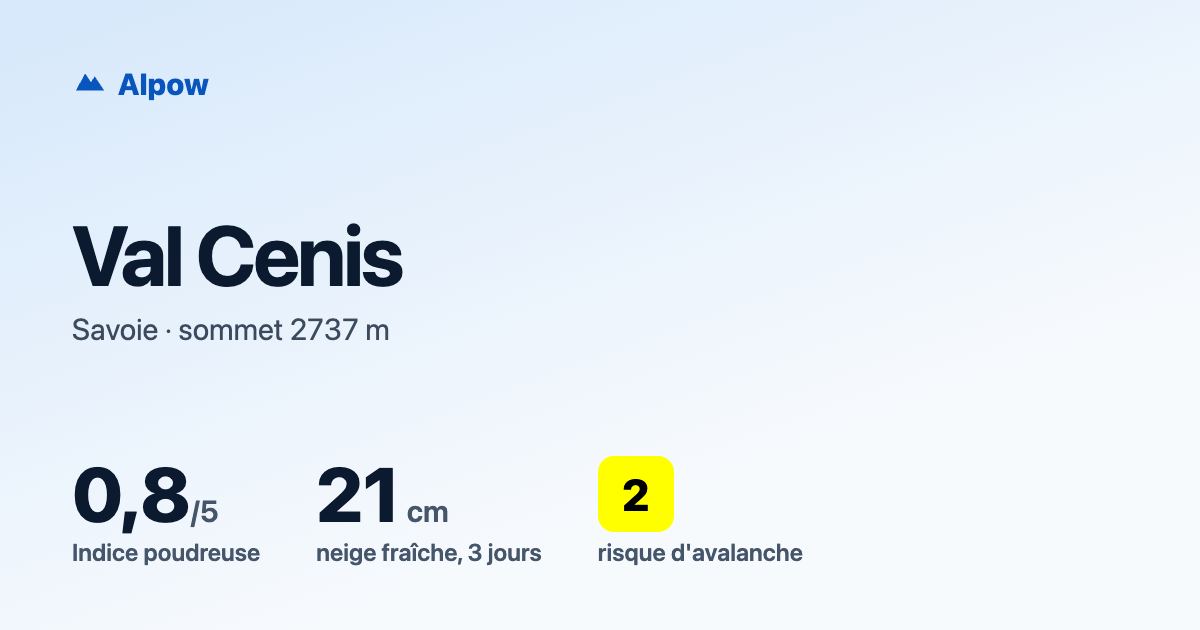 Alpow
Val Cenis
Savoie · sommet 2737 m
0,8/5
Indice poudreuse
21 cm
neige fraîche, 3 jours
2
risque d'avalanche